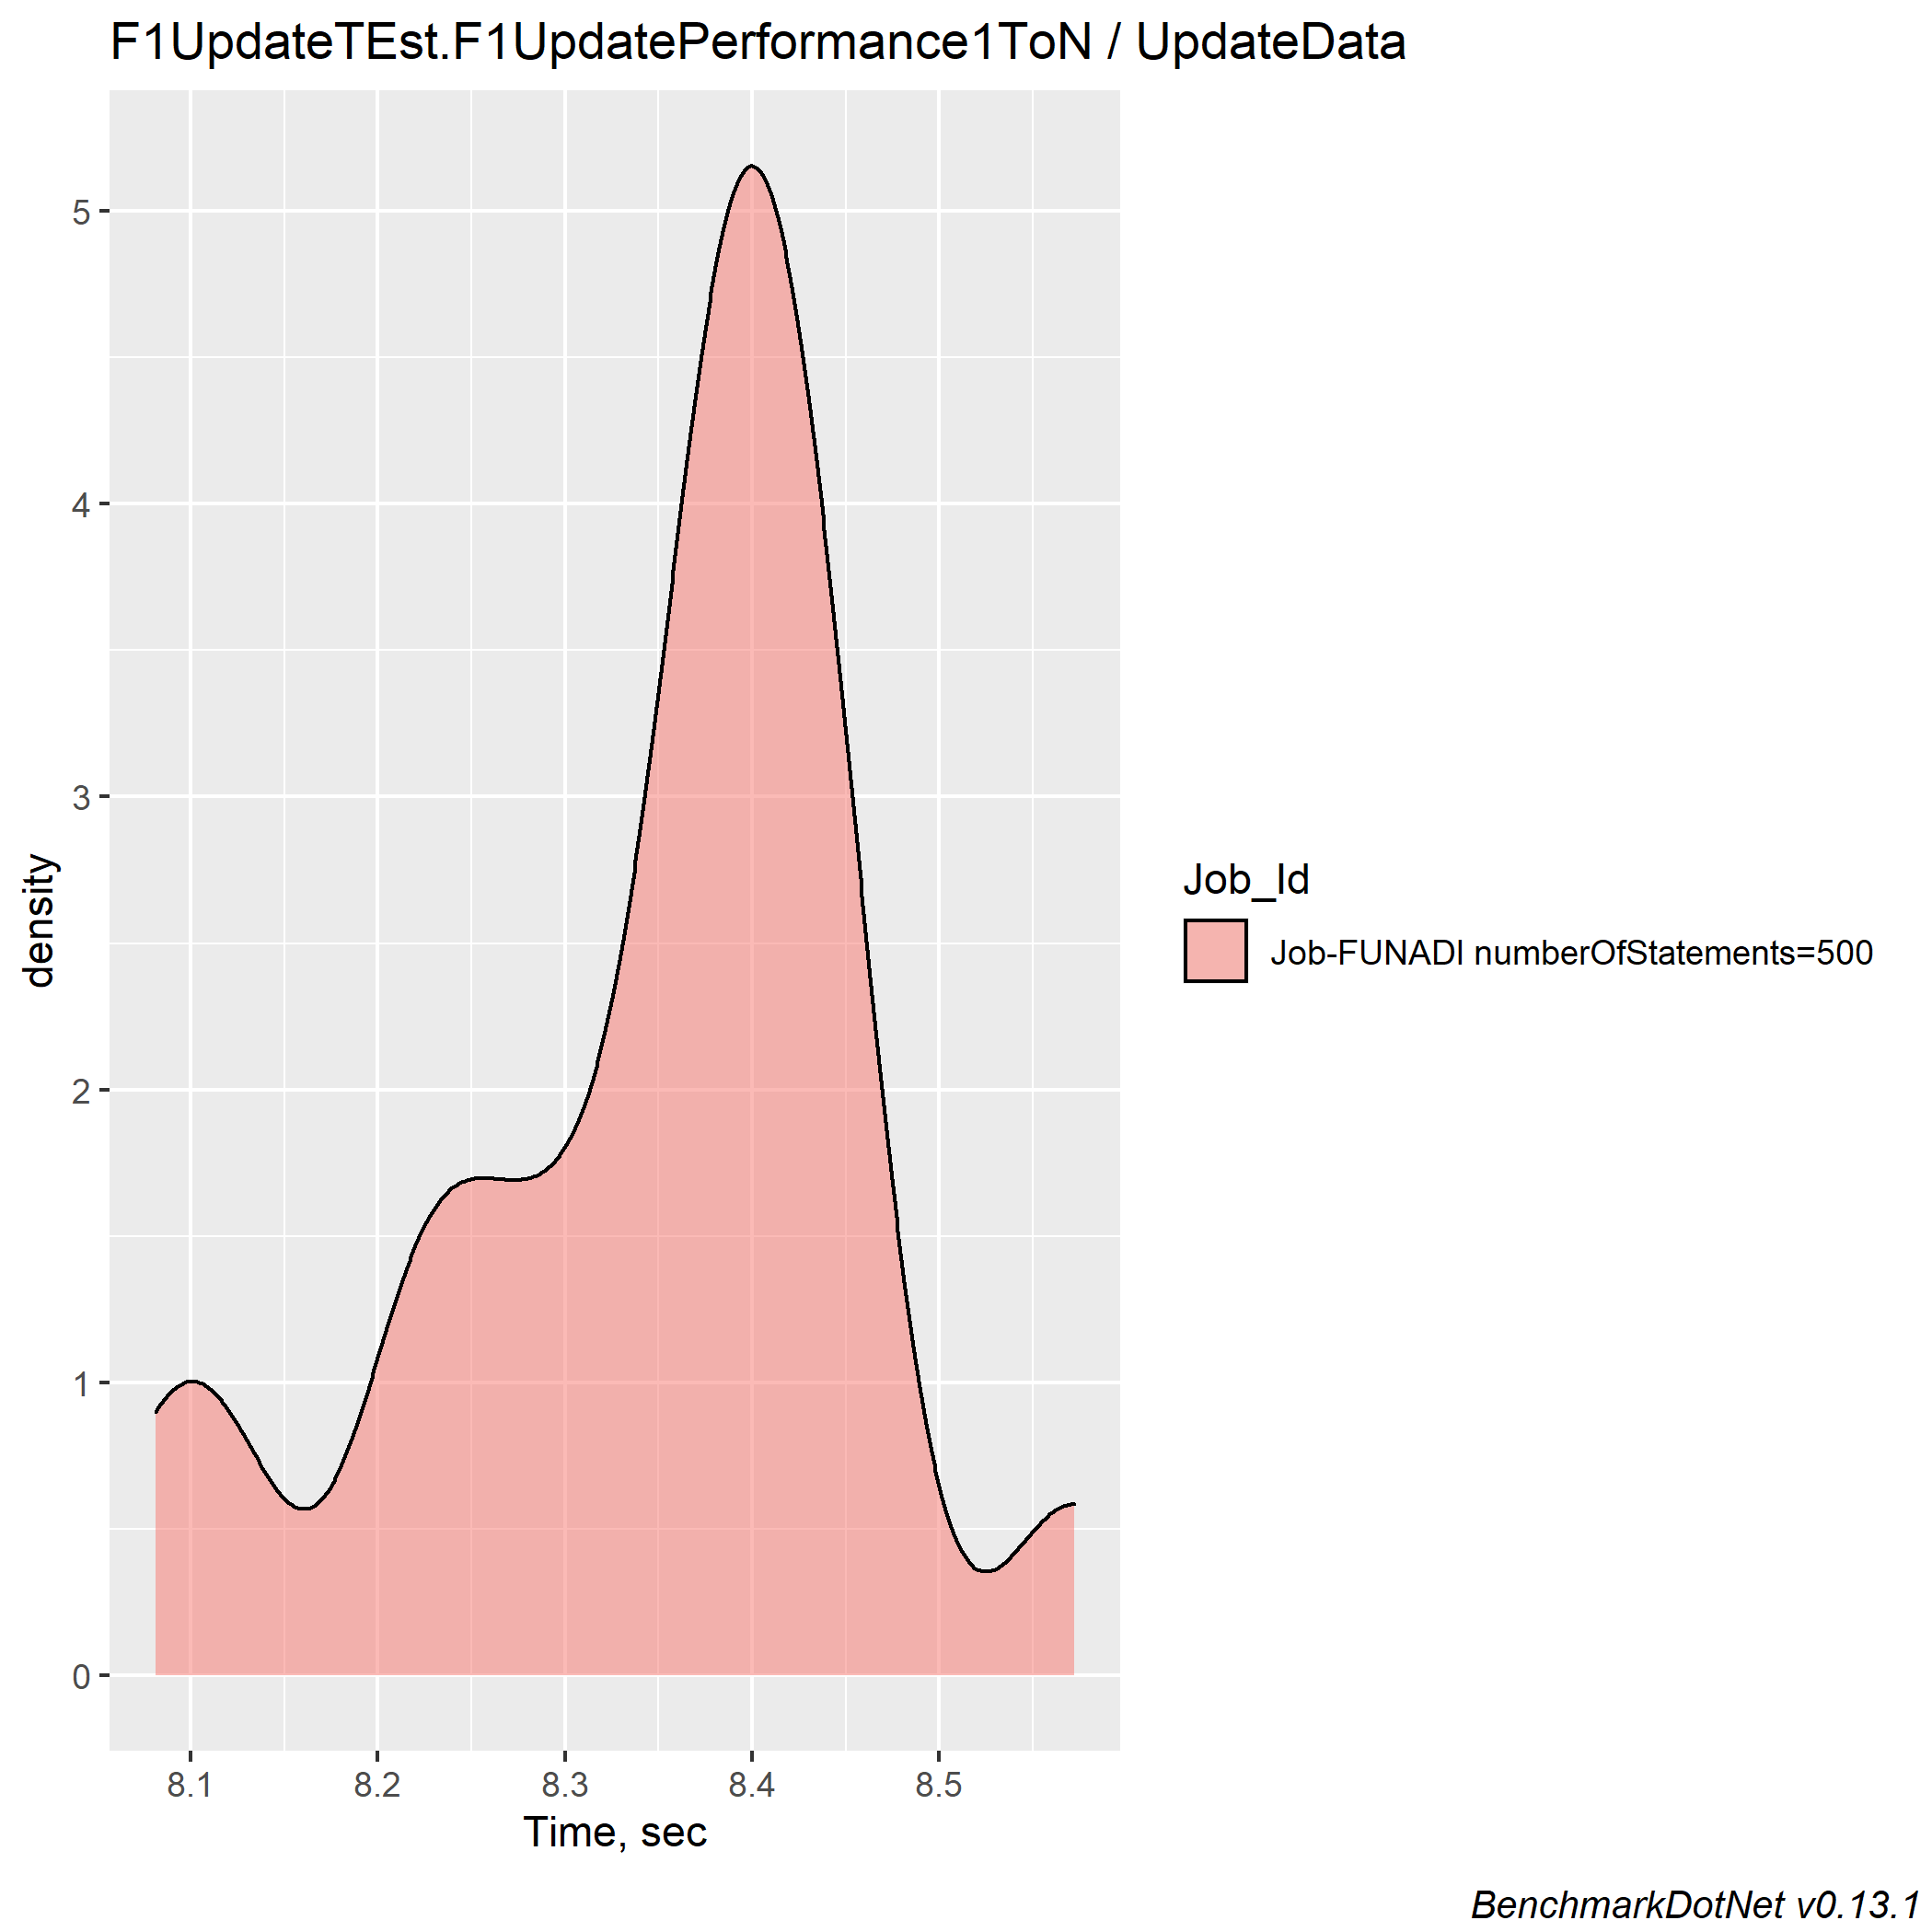 F1UpdateTEst.F1UpdatePerformance1ToN / UpdateData
5
4
3
2
1
0
density
8.1 8.2 8.3 8.4 8.5
Time, sec
Job_Id
Job-FUNADI numberOfStatements=500
BenchmarkDotNet v0.13.1